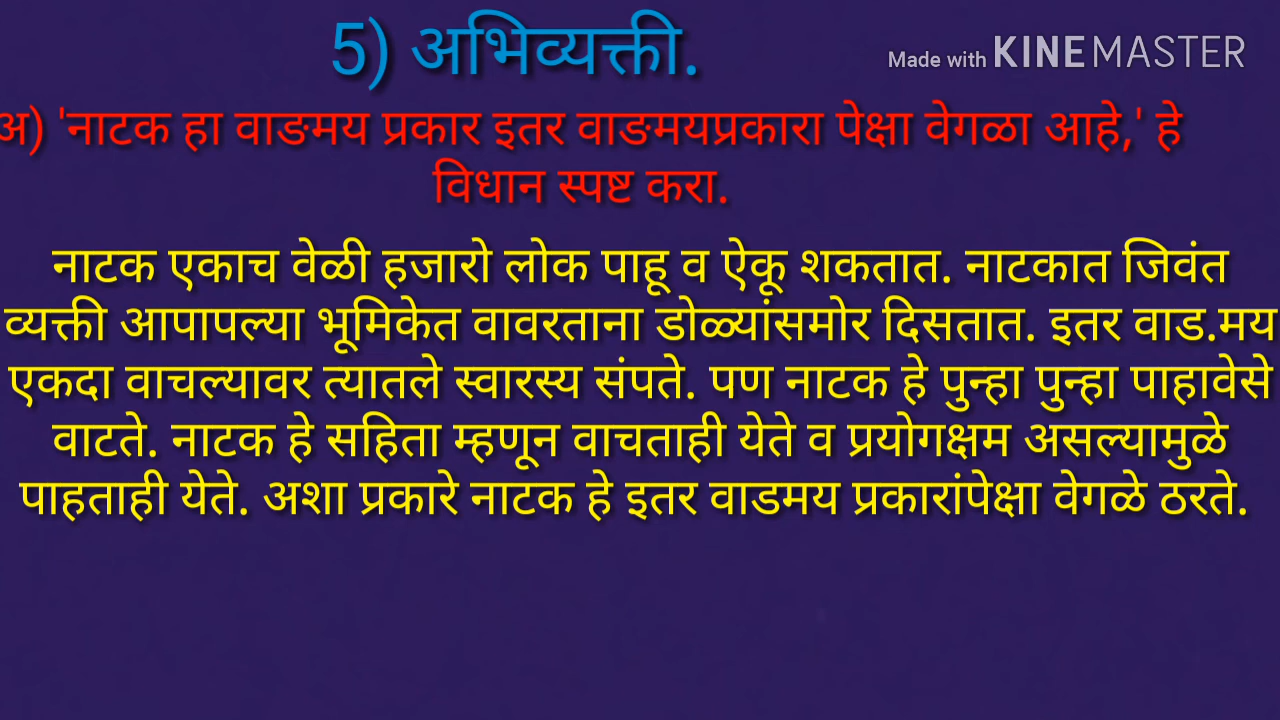 5) अभिव्यक्ती.
Made with KINEMASTER
अ) 'नाटक हा वाङमय प्रकार इतर वाङमयप्रकारा पेक्षा वेगळा आहे,' हे
विधान स्पष्ट करा.
नाटक एकाच वेळी हजारो लोक पाहू व ऐकू शकतात. नाटकात जिवंत
व्यक्ती आपापल्या भूमिकेत वावरताना डोळ्यांसमोर दिसतात. इतर वाड.मय
एकदा वाचल्यावर त्यातले स्वारस्य संपते. पण नाटक हे पुन्हा पुन्हा पाहावेसे
वाटते. नाटक हे सहिता म्हणून वाचताही येते व प्रयोगक्षम असल्यामुळे
पाहताही येते. अशा प्रकारे नाटक हे इतर वाडमय प्रकारांपेक्षा वेगळे ठरते.